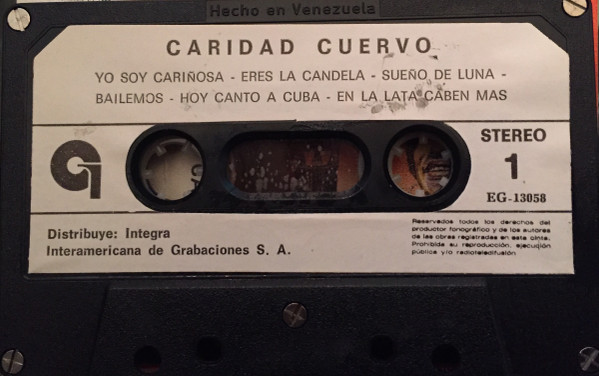 Hecho en Venezuela
CARIDAD CUERVO
YO SOY CARIÑOSA - ERES LA CANDELA - SUEÑO DE LUNA -
BAILEMOS - HOY CANTO A CUBA - EN LA LATA CABEN MAS
STEREO
1
EG-13058
Distribuye: Integra
Interamericana de Grabaciones S. A.
Reservados todos los derechos del
productor fonográfico y de los autores
de las obras registradas en esta cinta.
Prohibida su reproducción, ejecución
pública y/o radioteledifusión